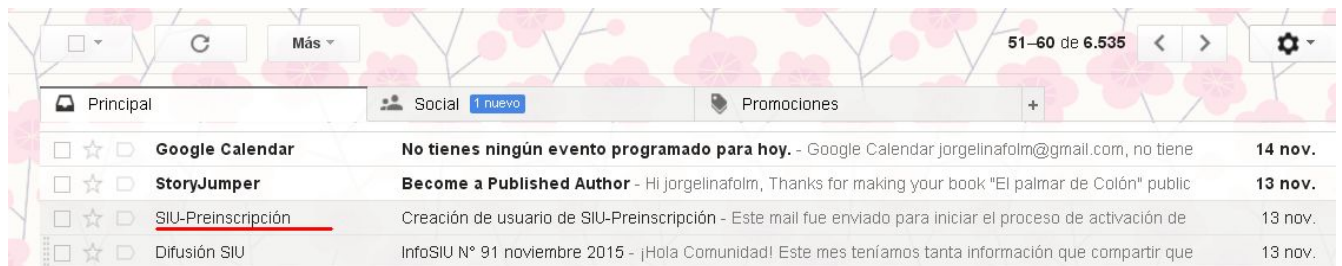 Más 51–60 de 6.535
Principal Social 1 nuevo Promociones +
Google Calendar No tienes ningún evento programado para hoy. - Google Calendar jorgelinafolm@gmail.com, no tiene 14 nov.
StoryJumper Become a Published Author - Hi jorgelinafolm, Thanks for making your book "El palmar de Colón" public 13 nov.
SIU-Preinscripción Creación de usuario de SIU-Preinscripción - Este mail fue enviado para iniciar el proceso de activación de 13 nov.
Difusión SIU InfoSIU N° 91 noviembre 2015 - ¡Hola Comunidad! Este mes teníamos tanta información que compartir que 13 nov.